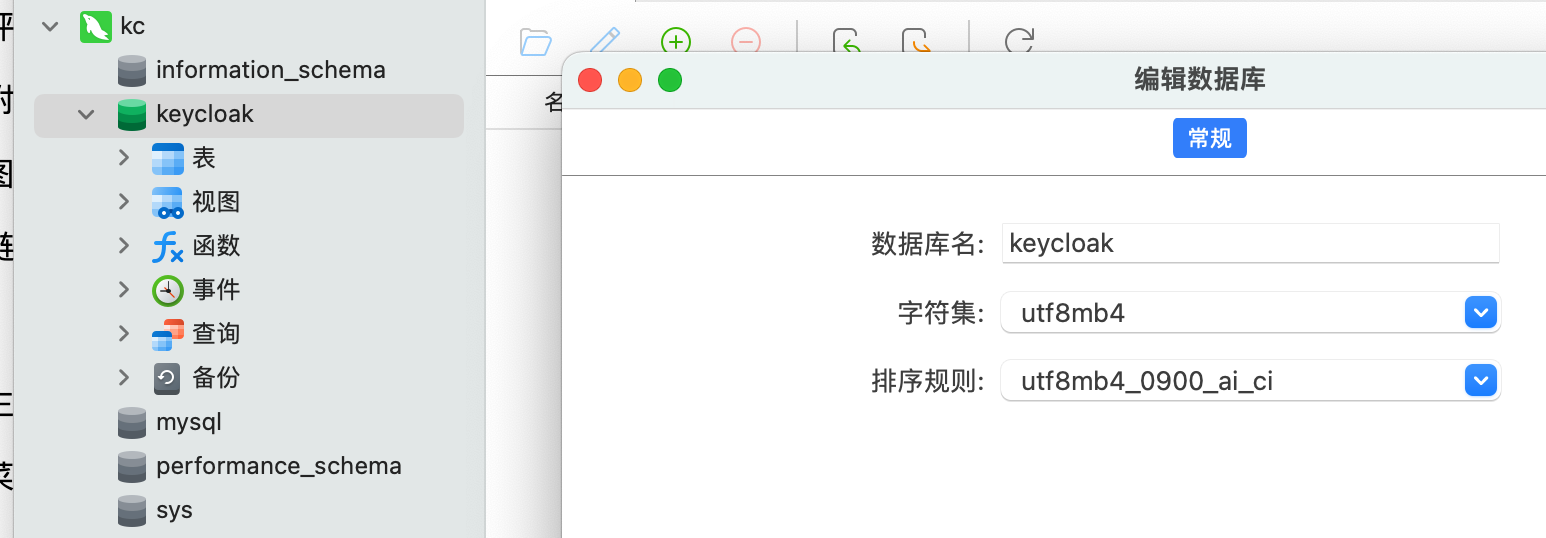 kc
information_schema
keycloak
表
视图
函数
事件
查询
备份
mysql
performance_schema
sys
名
编辑数据库
常规
数据库名: keycloak
字符集: utf8mb4
排序规则: utf8mb4_0900_ai_ci